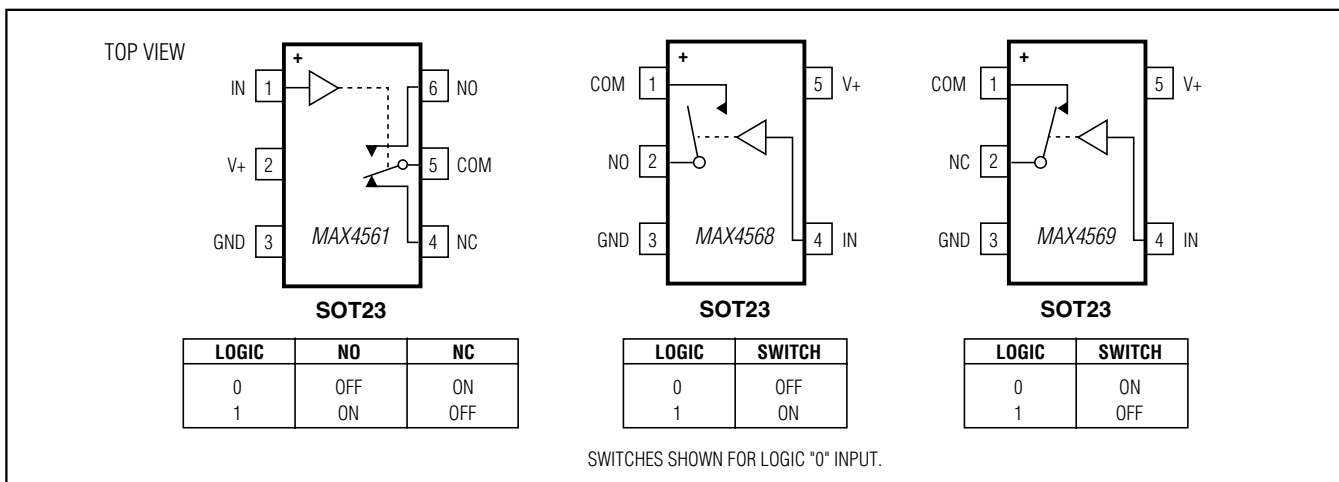 TOP VIEW
+
IN 1
6 NO
V+ 2
5 COM
GND 3
MAX4561
4 NC
SOT23
LOGIC NO NC
0 OFF ON
1 ON OFF
+
COM 1
5 V+
NO 2
GND 3
MAX4568
4 IN
SOT23
LOGIC SWITCH
0 OFF
1 ON
+
COM 1
5 V+
NC 2
GND 3
MAX4569
4 IN
SOT23
LOGIC SWITCH
0 ON
1 OFF
SWITCHES SHOWN FOR LOGIC "0" INPUT.